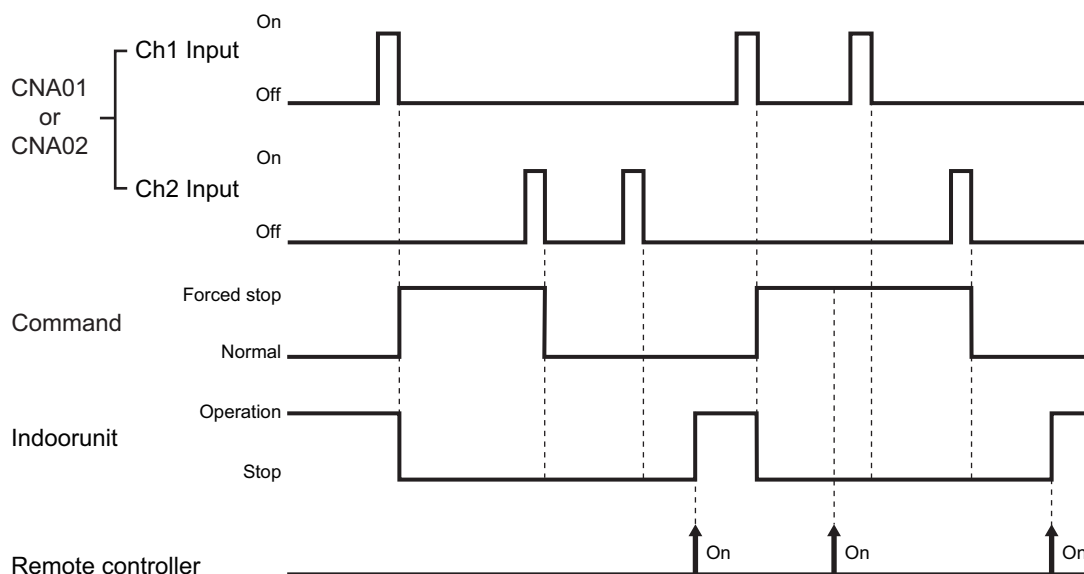 On
Ch1 Input
Off
CNA01
or
CNA02
On
Ch2 Input
Off
Forced stop
Command
Normal
Operation
Indoorunit
Stop
On
On
On
Remote controller